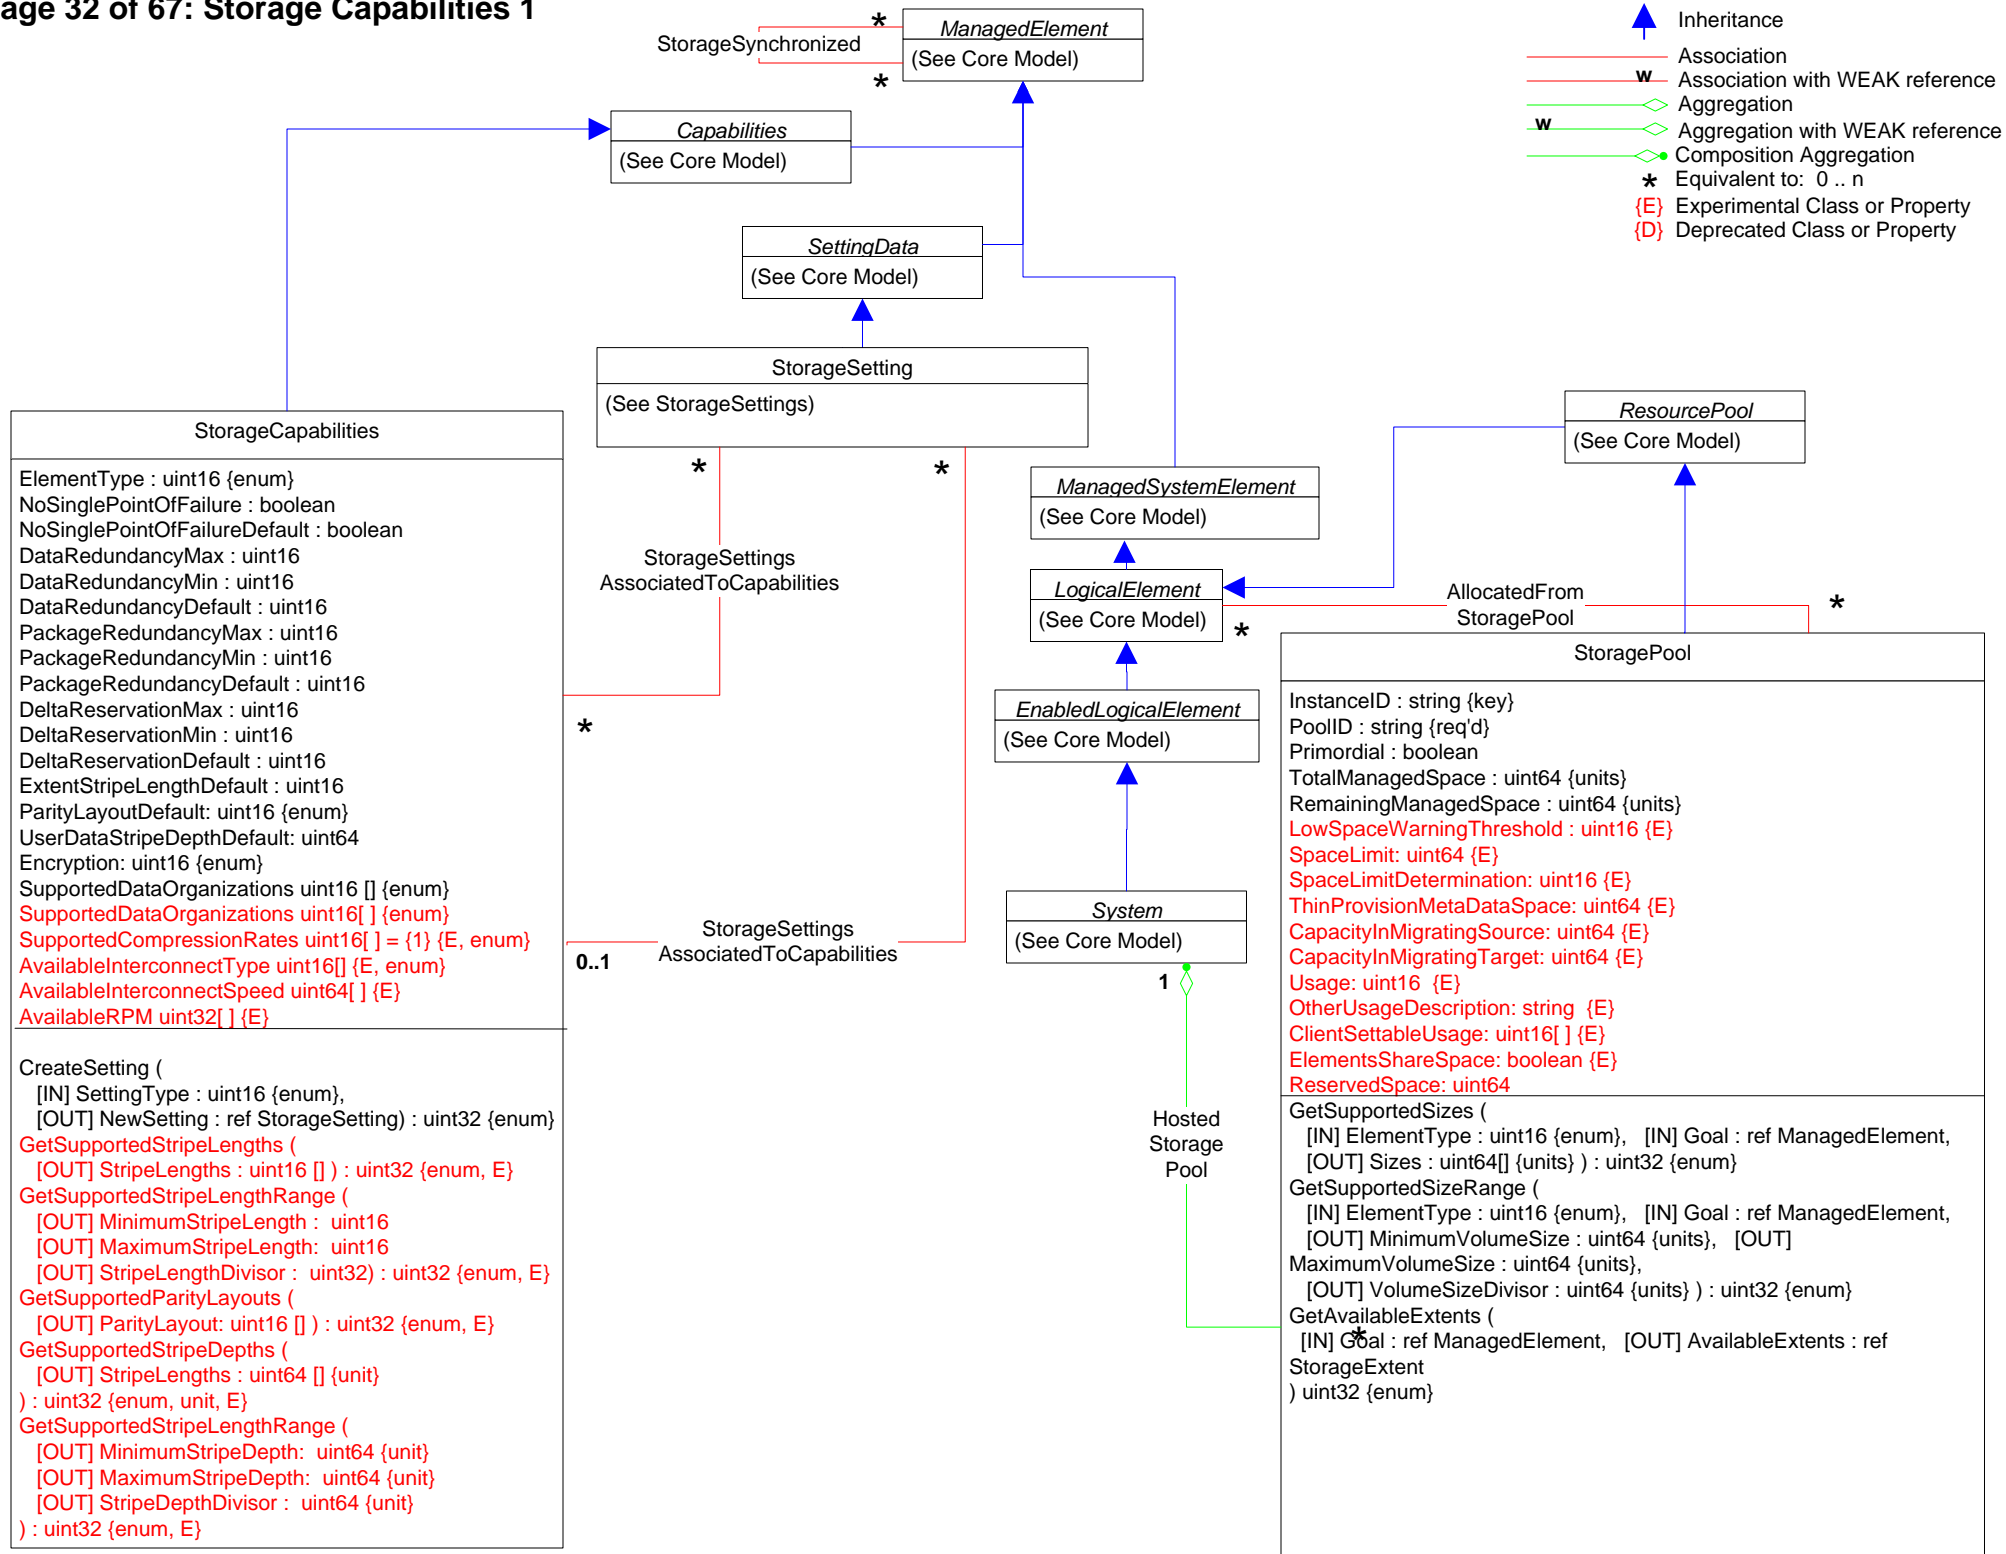 age 32 of 67: Storage Capabilities 1
Inheritance
Association
w
Association with WEAK reference
Aggregation
w
Aggregation with WEAK reference
Composition Aggregation
* Equivalent to: 0 .. n
{E} Experimental Class or Property
{D} Deprecated Class or Property
*
StorageSynchronized
*
ManagedElement
(See Core Model)
Capabilities
(See Core Model)
SettingData
(See Core Model)
StorageSetting
(See StorageSettings)
*
*
StorageSettings
AssociatedToCapabilities
*
StorageSettings
AssociatedToCapabilities
0..1
StorageCapabilities
ElementType : uint16 {enum}
NoSinglePointOfFailure : boolean
NoSinglePointOfFailureDefault : boolean
DataRedundancyMax : uint16
DataRedundancyMin : uint16
DataRedundancyDefault : uint16
PackageRedundancyMax : uint16
PackageRedundancyMin : uint16
PackageRedundancyDefault : uint16
DeltaReservationMax : uint16
DeltaReservationMin : uint16
DeltaReservationDefault : uint16
ExtentStripeLengthDefault : uint16
ParityLayoutDefault: uint16 {enum}
UserDataStripeDepthDefault: uint64
Encryption: uint16 {enum}
SupportedDataOrganizations uint16 [] {enum}
SupportedDataOrganizations uint16[ ] {enum}
SupportedCompressionRates uint16[ ] = {1} {E, enum}
AvailableInterconnectType uint16[] {E, enum}
AvailableInterconnectSpeed uint64[ ] {E}
AvailableRPM uint32[ ] {E}
CreateSetting (
[IN] SettingType : uint16 {enum},
[OUT] NewSetting : ref StorageSetting) : uint32 {enum}
GetSupportedStripeLengths (
[OUT] StripeLengths : uint16 [] ) : uint32 {enum, E}
GetSupportedStripeLengthRange (
[OUT] MinimumStripeLength : uint16
[OUT] MaximumStripeLength: uint16
[OUT] StripeLengthDivisor : uint32) : uint32 {enum, E}
GetSupportedParityLayouts (
[OUT] ParityLayout: uint16 [] ) : uint32 {enum, E}
GetSupportedStripeDepths (
[OUT] StripeLengths : uint64 [] {unit}
) : uint32 {enum, unit, E}
GetSupportedStripeLengthRange (
[OUT] MinimumStripeDepth: uint64 {unit}
[OUT] MaximumStripeDepth: uint64 {unit}
[OUT] StripeDepthDivisor : uint64 {unit}
) : uint32 {enum, E}
ManagedSystemElement
(See Core Model)
LogicalElement
(See Core Model)
*
EnabledLogicalElement
(See Core Model)
System
(See Core Model)
1
Hosted
Storage
Pool
*
ResourcePool
(See Core Model)
AllocatedFrom
StoragePool
*
StoragePool
InstanceID : string {key}
PoolID : string {req'd}
Primordial : boolean
TotalManagedSpace : uint64 {units}
RemainingManagedSpace : uint64 {units}
LowSpaceWarningThreshold : uint16 {E}
SpaceLimit: uint64 {E}
SpaceLimitDetermination: uint16 {E}
ThinProvisionMetaDataSpace: uint64 {E}
CapacityInMigratingSource: uint64 {E}
CapacityInMigratingTarget: uint64 {E}
Usage: uint16 {E}
OtherUsageDescription: string {E}
ClientSettableUsage: uint16[ ] {E}
ElementsShareSpace: boolean {E}
ReservedSpace: uint64
GetSupportedSizes (
[IN] ElementType : uint16 {enum}, [IN] Goal : ref ManagedElement,
[OUT] Sizes : uint64[] {units} ) : uint32 {enum}
GetSupportedSizeRange (
[IN] ElementType : uint16 {enum}, [IN] Goal : ref ManagedElement,
[OUT] MinimumVolumeSize : uint64 {units}, [OUT]
MaximumVolumeSize : uint64 {units},
[OUT] VolumeSizeDivisor : uint64 {units} ) : uint32 {enum}
GetAvailableExtents (
[IN] Goal : ref ManagedElement, [OUT] AvailableExtents : ref
StorageExtent
) uint32 {enum}